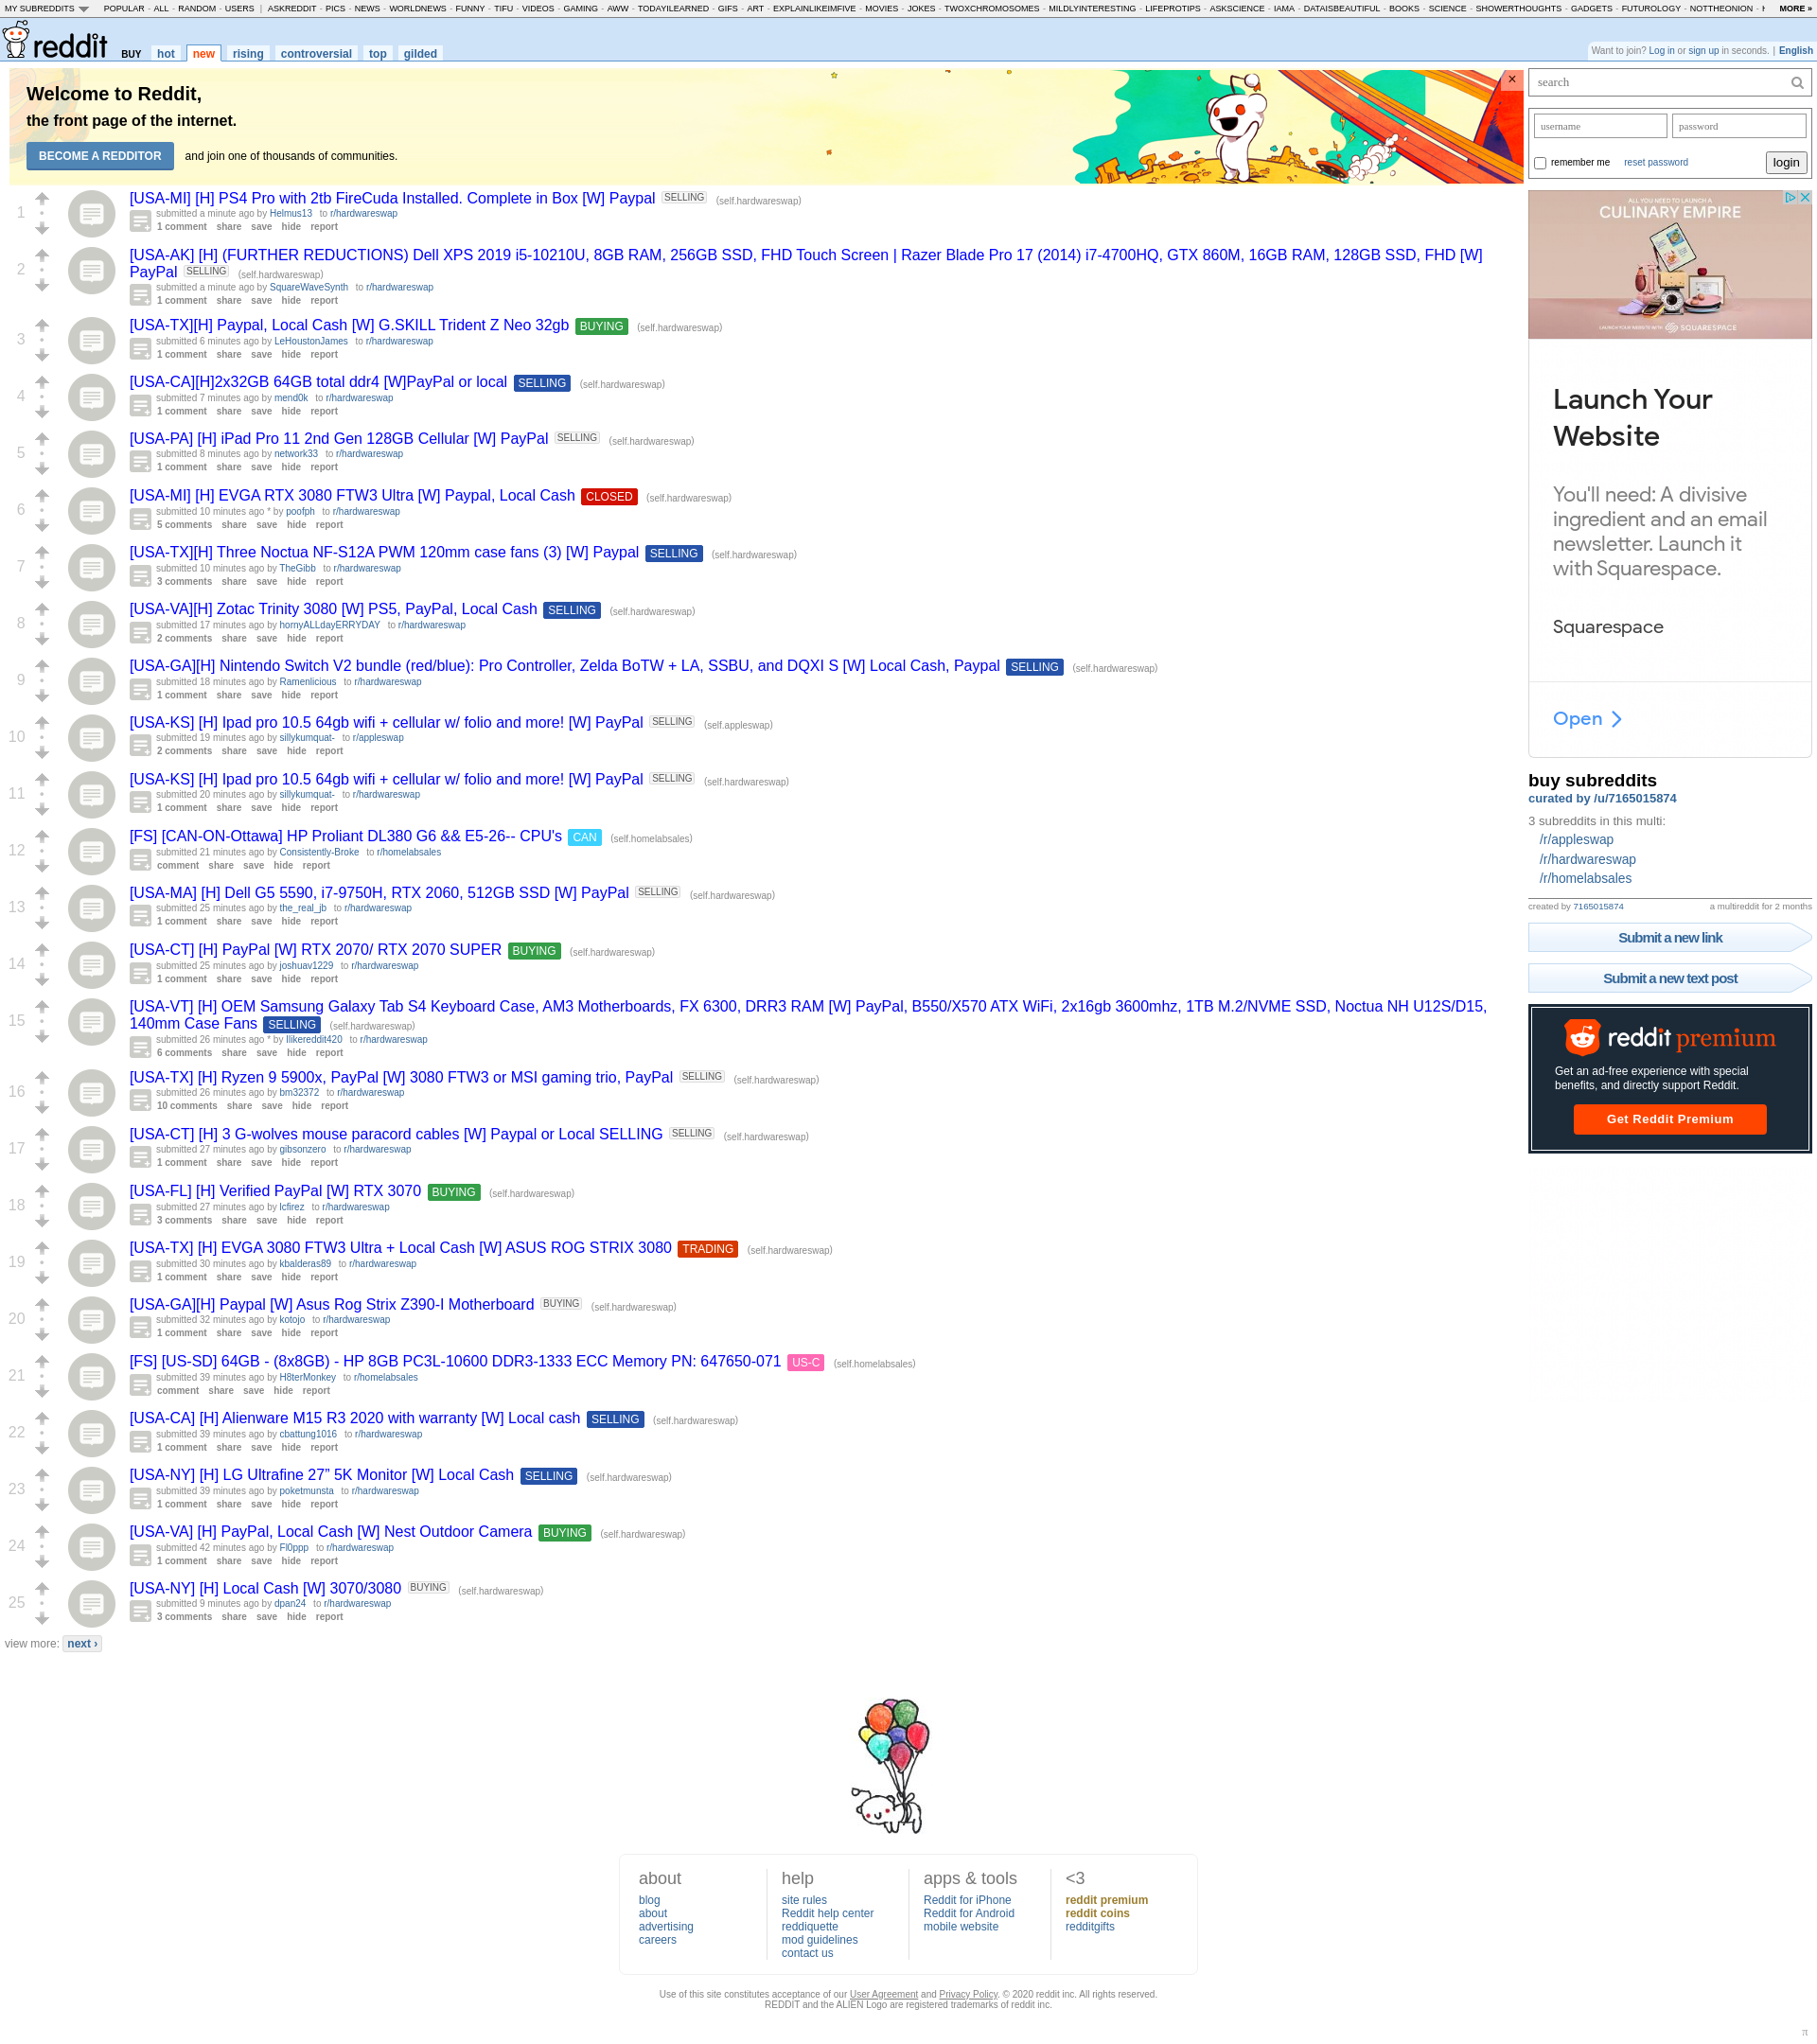 MY SUBREDDITS POPULAR - ALL - RANDOM - USERS | ASKREDDIT - PICS - NEWS - WORLDNEWS - FUNNY - TIFU - VIDEOS - GAMING - AWW - TODAYILEARNED - GIFS - ART - EXPLAINLIKEIMFIVE - MOVIES - JOKES - TWOXCHROMOSOMES - MILDLYINTERESTING - LIFEPROTIPS - ASKSCIENCE - IAMA - DATAISBEAUTIFUL - BOOKS - SCIENCE - SHOWERTHOUGHTS - GADGETS - FUTUROLOGY - NOTTHEONION - MORE »
reddit BUY hot new rising controversial top gilded
Want to join? Log in or sign up in seconds. | English
Welcome to Reddit,
the front page of the internet.
BECOME A REDDITOR and join one of thousands of communities.
×
1
[USA-MI] [H] PS4 Pro with 2tb FireCuda Installed. Complete in Box [W] Paypal SELLING (self.hardwareswap)
submitted a minute ago by Helmus13 to r/hardwareswap
1 comment share save hide report
2
[USA-AK] [H] (FURTHER REDUCTIONS) Dell XPS 2019 i5-10210U, 8GB RAM, 256GB SSD, FHD Touch Screen | Razer Blade Pro 17 (2014) i7-4700HQ, GTX 860M, 16GB RAM, 128GB SSD, FHD [W]
PayPal SELLING (self.hardwareswap)
submitted a minute ago by SquareWaveSynth to r/hardwareswap
1 comment share save hide report
3
[USA-TX][H] Paypal, Local Cash [W] G.SKILL Trident Z Neo 32gb BUYING (self.hardwareswap)
submitted 6 minutes ago by LeHoustonJames to r/hardwareswap
1 comment share save hide report
4
[USA-CA][H]2x32GB 64GB total ddr4 [W]PayPal or local SELLING (self.hardwareswap)
submitted 7 minutes ago by mend0k to r/hardwareswap
1 comment share save hide report
5
[USA-PA] [H] iPad Pro 11 2nd Gen 128GB Cellular [W] PayPal SELLING (self.hardwareswap)
submitted 8 minutes ago by network33 to r/hardwareswap
1 comment share save hide report
6
[USA-MI] [H] EVGA RTX 3080 FTW3 Ultra [W] Paypal, Local Cash CLOSED (self.hardwareswap)
submitted 10 minutes ago * by poofph to r/hardwareswap
5 comments share save hide report
7
[USA-TX][H] Three Noctua NF-S12A PWM 120mm case fans (3) [W] Paypal SELLING (self.hardwareswap)
submitted 10 minutes ago by TheGibb to r/hardwareswap
3 comments share save hide report
8
[USA-VA][H] Zotac Trinity 3080 [W] PS5, PayPal, Local Cash SELLING (self.hardwareswap)
submitted 17 minutes ago by hornyALLdayERRYDAY to r/hardwareswap
2 comments share save hide report
9
[USA-GA][H] Nintendo Switch V2 bundle (red/blue): Pro Controller, Zelda BoTW + LA, SSBU, and DQXI S [W] Local Cash, Paypal SELLING (self.hardwareswap)
submitted 18 minutes ago by Ramenlicious to r/hardwareswap
1 comment share save hide report
10
[USA-KS] [H] Ipad pro 10.5 64gb wifi + cellular w/ folio and more! [W] PayPal SELLING (self.appleswap)
submitted 19 minutes ago by sillykumquat- to r/appleswap
2 comments share save hide report
11
[USA-KS] [H] Ipad pro 10.5 64gb wifi + cellular w/ folio and more! [W] PayPal SELLING (self.hardwareswap)
submitted 20 minutes ago by sillykumquat- to r/hardwareswap
1 comment share save hide report
12
[FS] [CAN-ON-Ottawa] HP Proliant DL380 G6 && E5-26-- CPU's CAN (self.homelabsales)
submitted 21 minutes ago by Consistently-Broke to r/homelabsales
comment share save hide report
13
[USA-MA] [H] Dell G5 5590, i7-9750H, RTX 2060, 512GB SSD [W] PayPal SELLING (self.hardwareswap)
submitted 25 minutes ago by the_real_jb to r/hardwareswap
1 comment share save hide report
14
[USA-CT] [H] PayPal [W] RTX 2070/ RTX 2070 SUPER BUYING (self.hardwareswap)
submitted 25 minutes ago by joshuav1229 to r/hardwareswap
1 comment share save hide report
15
[USA-VT] [H] OEM Samsung Galaxy Tab S4 Keyboard Case, AM3 Motherboards, FX 6300, DRR3 RAM [W] PayPal, B550/X570 ATX WiFi, 2x16gb 3600mhz, 1TB M.2/NVME SSD, Noctua NH U12S/D15,
140mm Case Fans SELLING (self.hardwareswap)
submitted 26 minutes ago * by Ilikereddit420 to r/hardwareswap
6 comments share save hide report
16
[USA-TX] [H] Ryzen 9 5900x, PayPal [W] 3080 FTW3 or MSI gaming trio, PayPal SELLING (self.hardwareswap)
submitted 26 minutes ago by bm32372 to r/hardwareswap
10 comments share save hide report
17
[USA-CT] [H] 3 G-wolves mouse paracord cables [W] Paypal or Local SELLING SELLING (self.hardwareswap)
submitted 27 minutes ago by gibsonzero to r/hardwareswap
1 comment share save hide report
18
[USA-FL] [H] Verified PayPal [W] RTX 3070 BUYING (self.hardwareswap)
submitted 27 minutes ago by lcfirez to r/hardwareswap
3 comments share save hide report
19
[USA-TX] [H] EVGA 3080 FTW3 Ultra + Local Cash [W] ASUS ROG STRIX 3080 TRADING (self.hardwareswap)
submitted 30 minutes ago by kbalderas89 to r/hardwareswap
1 comment share save hide report
20
[USA-GA][H] Paypal [W] Asus Rog Strix Z390-I Motherboard BUYING (self.hardwareswap)
submitted 32 minutes ago by kotojo to r/hardwareswap
1 comment share save hide report
21
[FS] [US-SD] 64GB - (8x8GB) - HP 8GB PC3L-10600 DDR3-1333 ECC Memory PN: 647650-071 US-C (self.homelabsales)
submitted 39 minutes ago by H8terMonkey to r/homelabsales
comment share save hide report
22
[USA-CA] [H] Alienware M15 R3 2020 with warranty [W] Local cash SELLING (self.hardwareswap)
submitted 39 minutes ago by cbattung1016 to r/hardwareswap
1 comment share save hide report
23
[USA-NY] [H] LG Ultrafine 27” 5K Monitor [W] Local Cash SELLING (self.hardwareswap)
submitted 39 minutes ago by poketmunsta to r/hardwareswap
1 comment share save hide report
24
[USA-VA] [H] PayPal, Local Cash [W] Nest Outdoor Camera BUYING (self.hardwareswap)
submitted 42 minutes ago by Fl0ppp to r/hardwareswap
1 comment share save hide report
25
[USA-NY] [H] Local Cash [W] 3070/3080 BUYING (self.hardwareswap)
submitted 9 minutes ago by dpan24 to r/hardwareswap
3 comments share save hide report
view more: next ›
search
username password
remember me reset password login
ALL YOU NEED TO LAUNCH A
CULINARY EMPIRE
LAUNCH YOUR WEBSITE WITH SQUARESPACE
Launch Your
Website
You'll need: A divisive
ingredient and an email
newsletter. Launch it
with Squarespace.
Squarespace
Open
buy subreddits
curated by /u/7165015874
3 subreddits in this multi:
/r/appleswap
/r/hardwareswap
/r/homelabsales
created by 7165015874 a multireddit for 2 months
Submit a new link
Submit a new text post
reddit premium
Get an ad-free experience with special
benefits, and directly support Reddit.
Get Reddit Premium
about
blog
about
advertising
careers
help
site rules
Reddit help center
reddiquette
mod guidelines
contact us
apps & tools
Reddit for iPhone
Reddit for Android
mobile website
<3
reddit premium
reddit coins
redditgifts
Use of this site constitutes acceptance of our User Agreement and Privacy Policy. © 2020 reddit inc. All rights reserved.
REDDIT and the ALIEN Logo are registered trademarks of reddit inc.
π